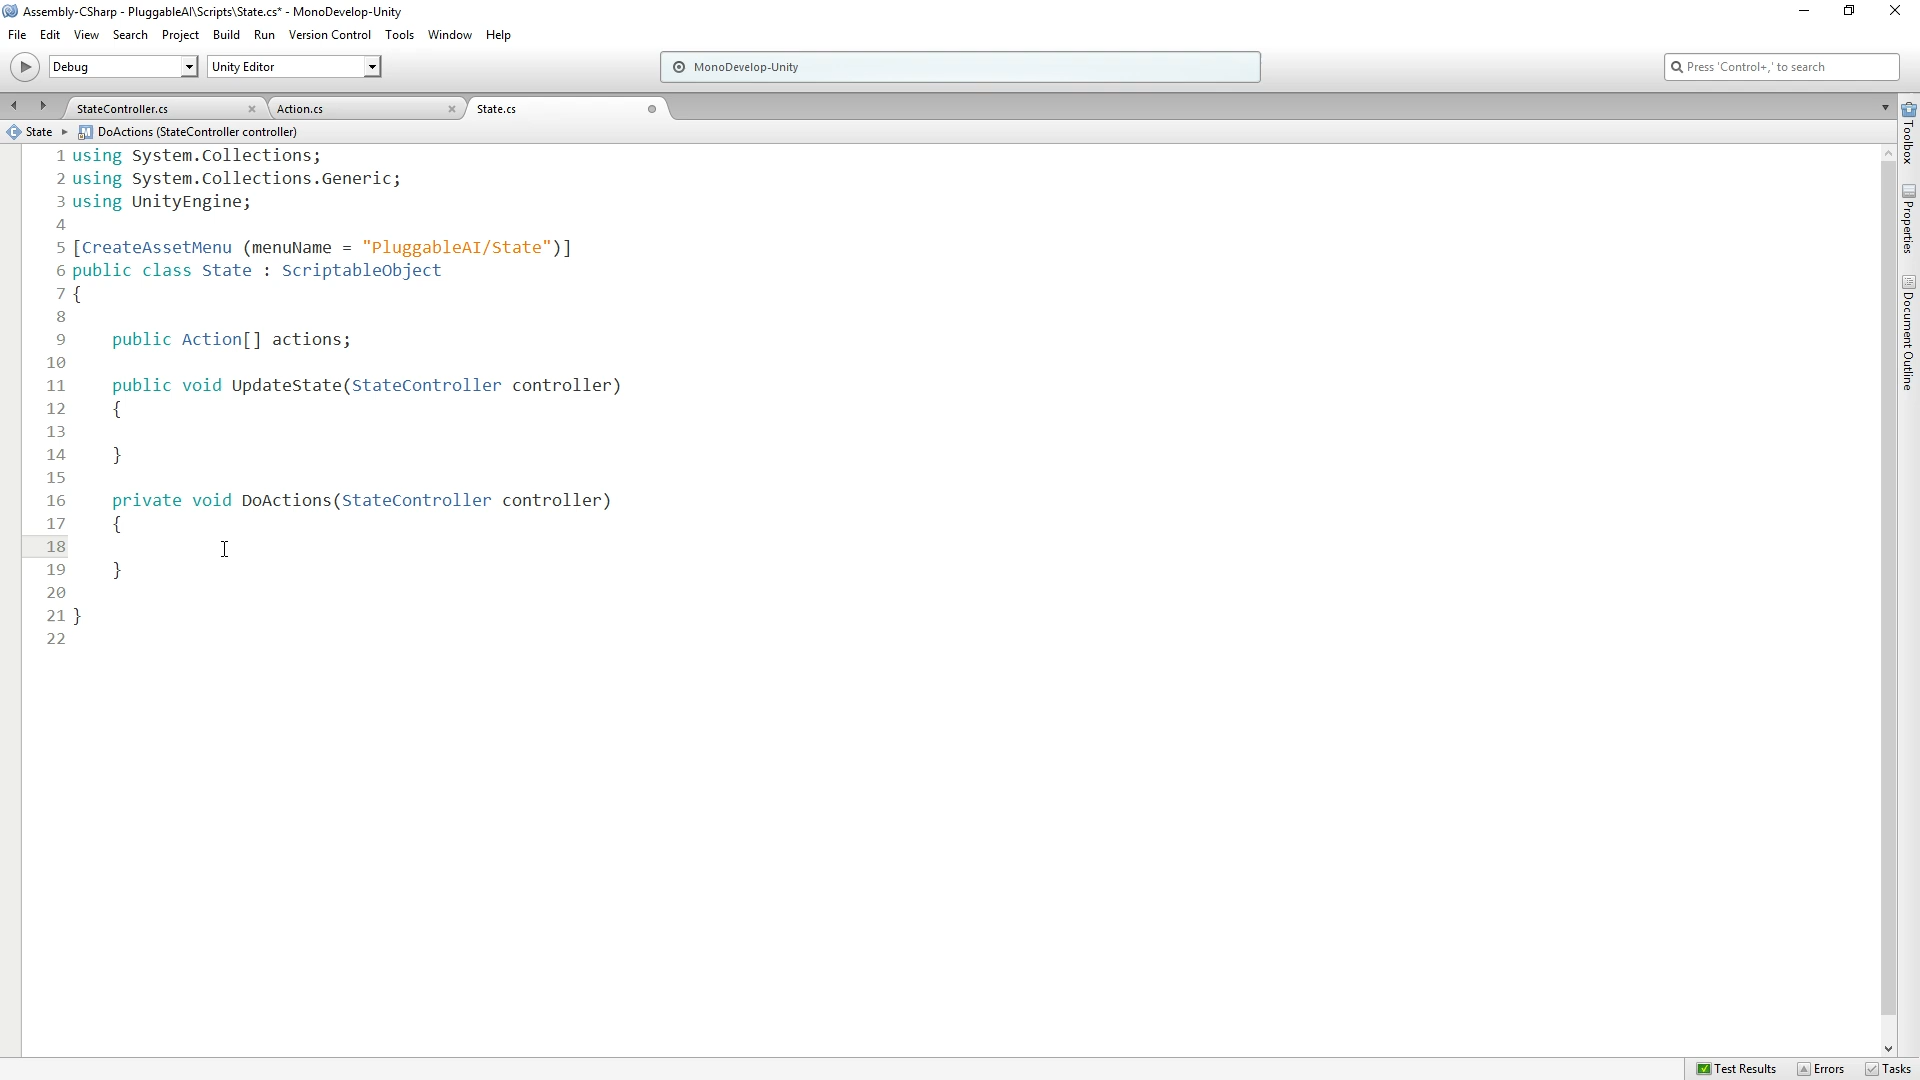 Assembly-CSharp - PluggableAI\Scripts\State.cs* - MonoDevelop-Unity
File Edit View Search Project Build Run Version Control Tools Window Help
Debug Unity Editor MonoDevelop-Unity Press 'Control+,' to search
StateController.cs Action.cs State.cs
State DoActions (StateController controller)
1 using System.Collections;
2 using System.Collections.Generic;
3 using UnityEngine;
4
5 [CreateAssetMenu (menuName = "PluggableAI/State")]
6 public class State : ScriptableObject
7 {
8
9 public Action[] actions;
10
11 public void UpdateState(StateController controller)
12 {
13
14 }
15
16 private void DoActions(StateController controller)
17 {
18
19 }
20
21 }
22
Toolbox
Properties
Document Outline
Test Results Errors Tasks